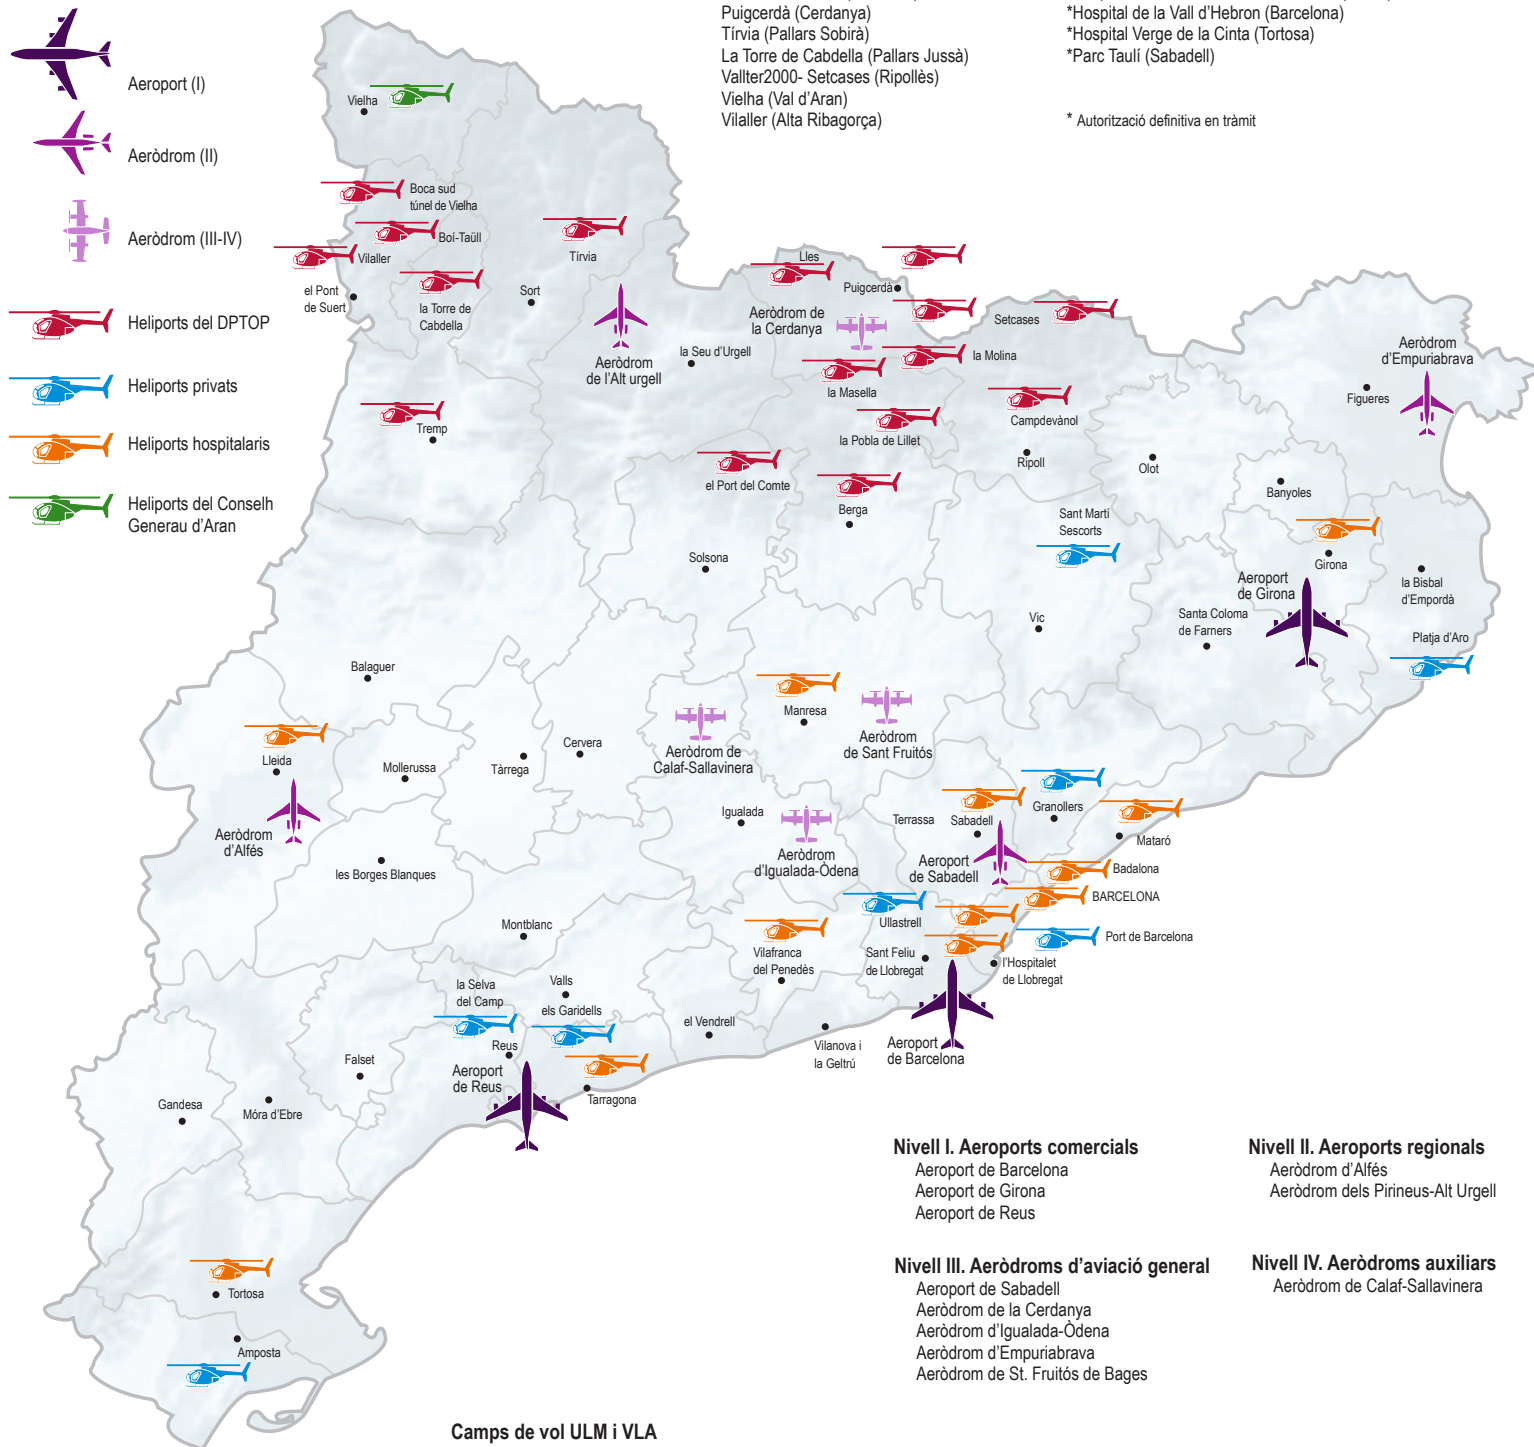 Puigcerdà (Cerdanya)
Tírvia (Pallars Sobirà)
La Torre de Cabdella (Pallars Jussà)
Vallter2000- Setcases (Ripollès)
Vielha (Val d'Aran)
Vilaller (Alta Ribagorça)
*Hospital de la Vall d'Hebron (Barcelona)
*Hospital Verge de la Cinta (Tortosa)
*Parc Taulí (Sabadell)
* Autorització definitiva en tràmit
Aeroport (I)
Aeròdrom (II)
Aeròdrom (III-IV)
Heliports del DPTOP
Heliports privats
Heliports hospitalaris
Heliports del Conselh
Generau d'Aran
Vielha
Boca sud
túnel de Vielha
Boí-Taüll
Vilaller
el Pont
de Suert
la Torre de
Cabdella
Sort
Tírvia
Aeròdrom
de l'Alt urgell
la Seu d'Urgell
Lles
Puigcerdà
Aeròdrom de
la Cerdanya
Setcases
la Molina
la Masella
Campdevànol
la Pobla de Lillet
Ripoll
Olot
Aeròdrom
d'Empuriabrava
Figueres
Banyoles
Tremp
el Port del Comte
Berga
Sant Martí
Sescorts
Solsona
Girona
Aeroport
de Girona
la Bisbal
d'Empordà
Santa Coloma
de Farners
Platja d'Aro
Vic
Balaguer
Manresa
Aeròdrom
de Sant Fruitós
Aeròdrom de
Calaf-Sallavinera
Cervera
Tàrrega
Mollerussa
Lleida
Aeròdrom
d'Alfés
les Borges Blanques
Igualada
Aeròdrom
d'Igualada-Òdena
Terrassa
Sabadell
Granollers
Mataró
Aeroport
de Sabadell
Badalona
BARCELONA
Ullastrell
Port de Barcelona
Montblanc
Vilafranca
del Penedès
Sant Feliu
de Llobregat
l'Hospitalet
de Llobregat
la Selva
del Camp
Valls
els Garidells
el Vendrell
Vilanova i
la Geltrú
Aeroport
de Barcelona
Reus
Aeroport
de Reus
Tarragona
Falset
Gandesa
Móra d'Ebre
Tortosa
Amposta
Nivell I. Aeroports comercials
Aeroport de Barcelona
Aeroport de Girona
Aeroport de Reus
Nivell II. Aeroports regionals
Aeròdrom d'Alfés
Aeròdrom dels Pirineus-Alt Urgell
Nivell III. Aeròdroms d'aviació general
Aeroport de Sabadell
Aeròdrom de la Cerdanya
Aeròdrom d'Igualada-Òdena
Aeròdrom d'Empuriabrava
Aeròdrom de St. Fruitós de Bages
Nivell IV. Aeròdroms auxiliars
Aeròdrom de Calaf-Sallavinera
Camps de vol ULM i VLA